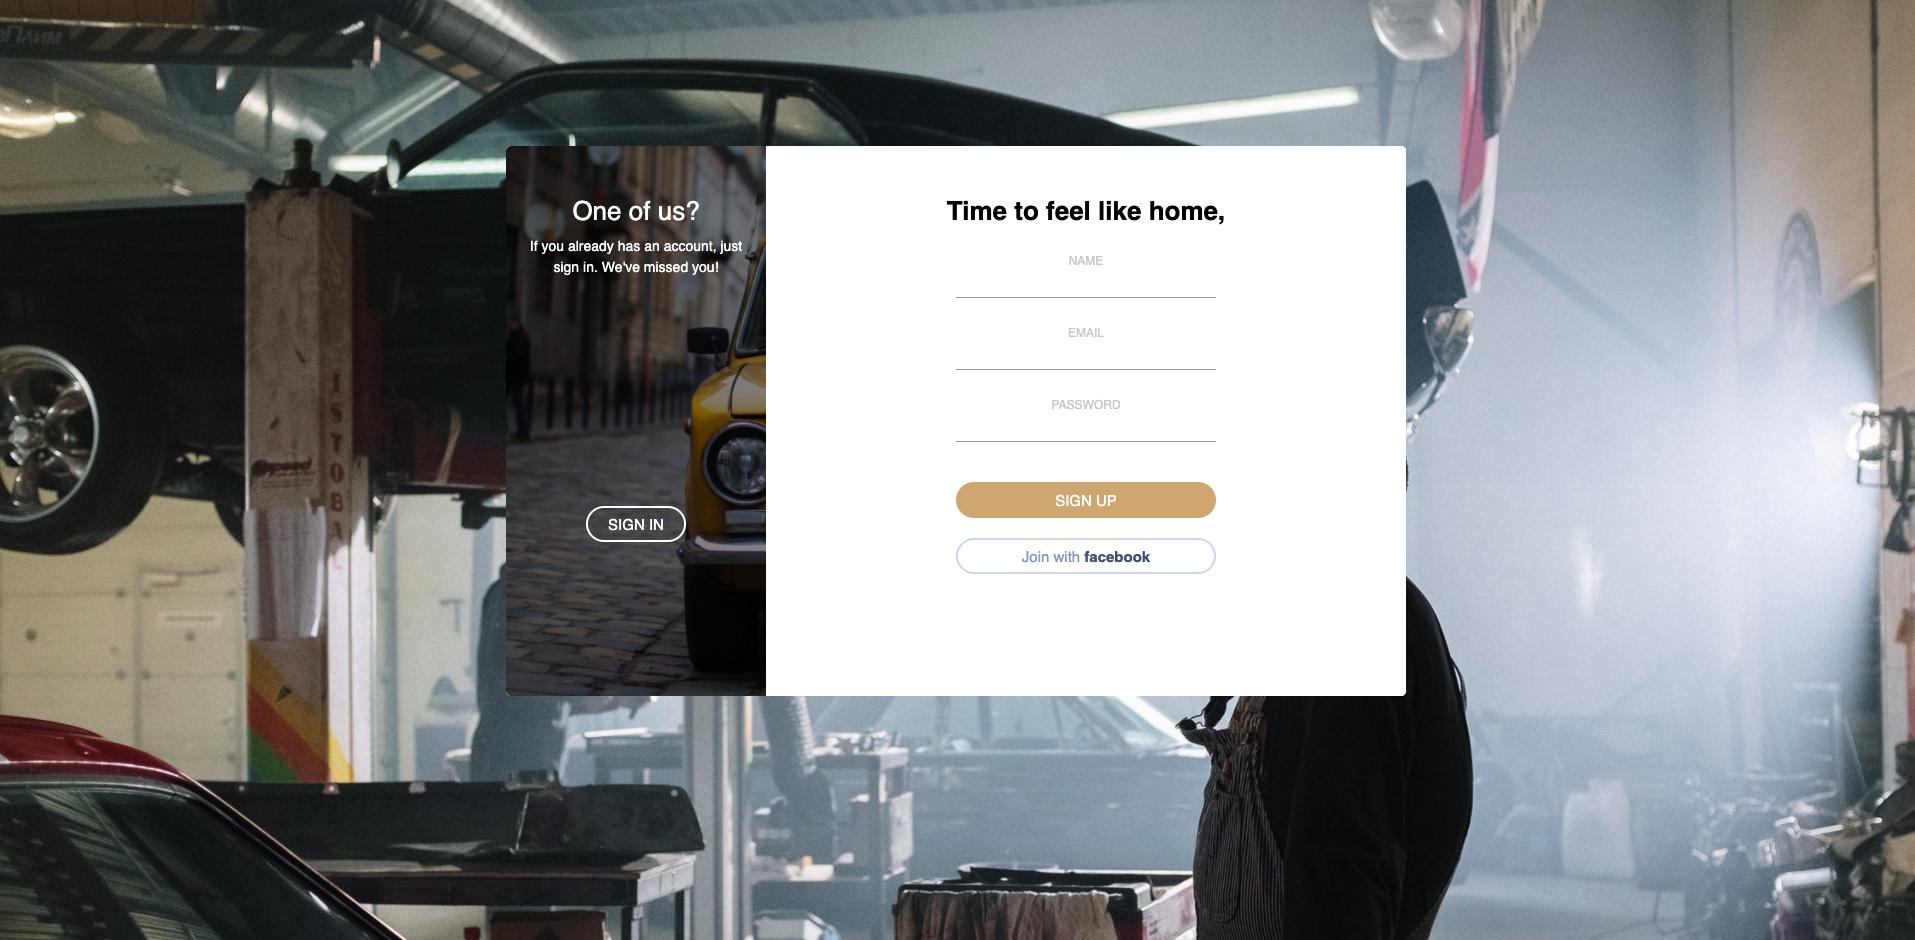 One of us?
If you already has an account, just
sign in. We've missed you!
SIGN IN
Time to feel like home,
NAME
EMAIL
PASSWORD
SIGN UP
Join with facebook
ISTOBAL